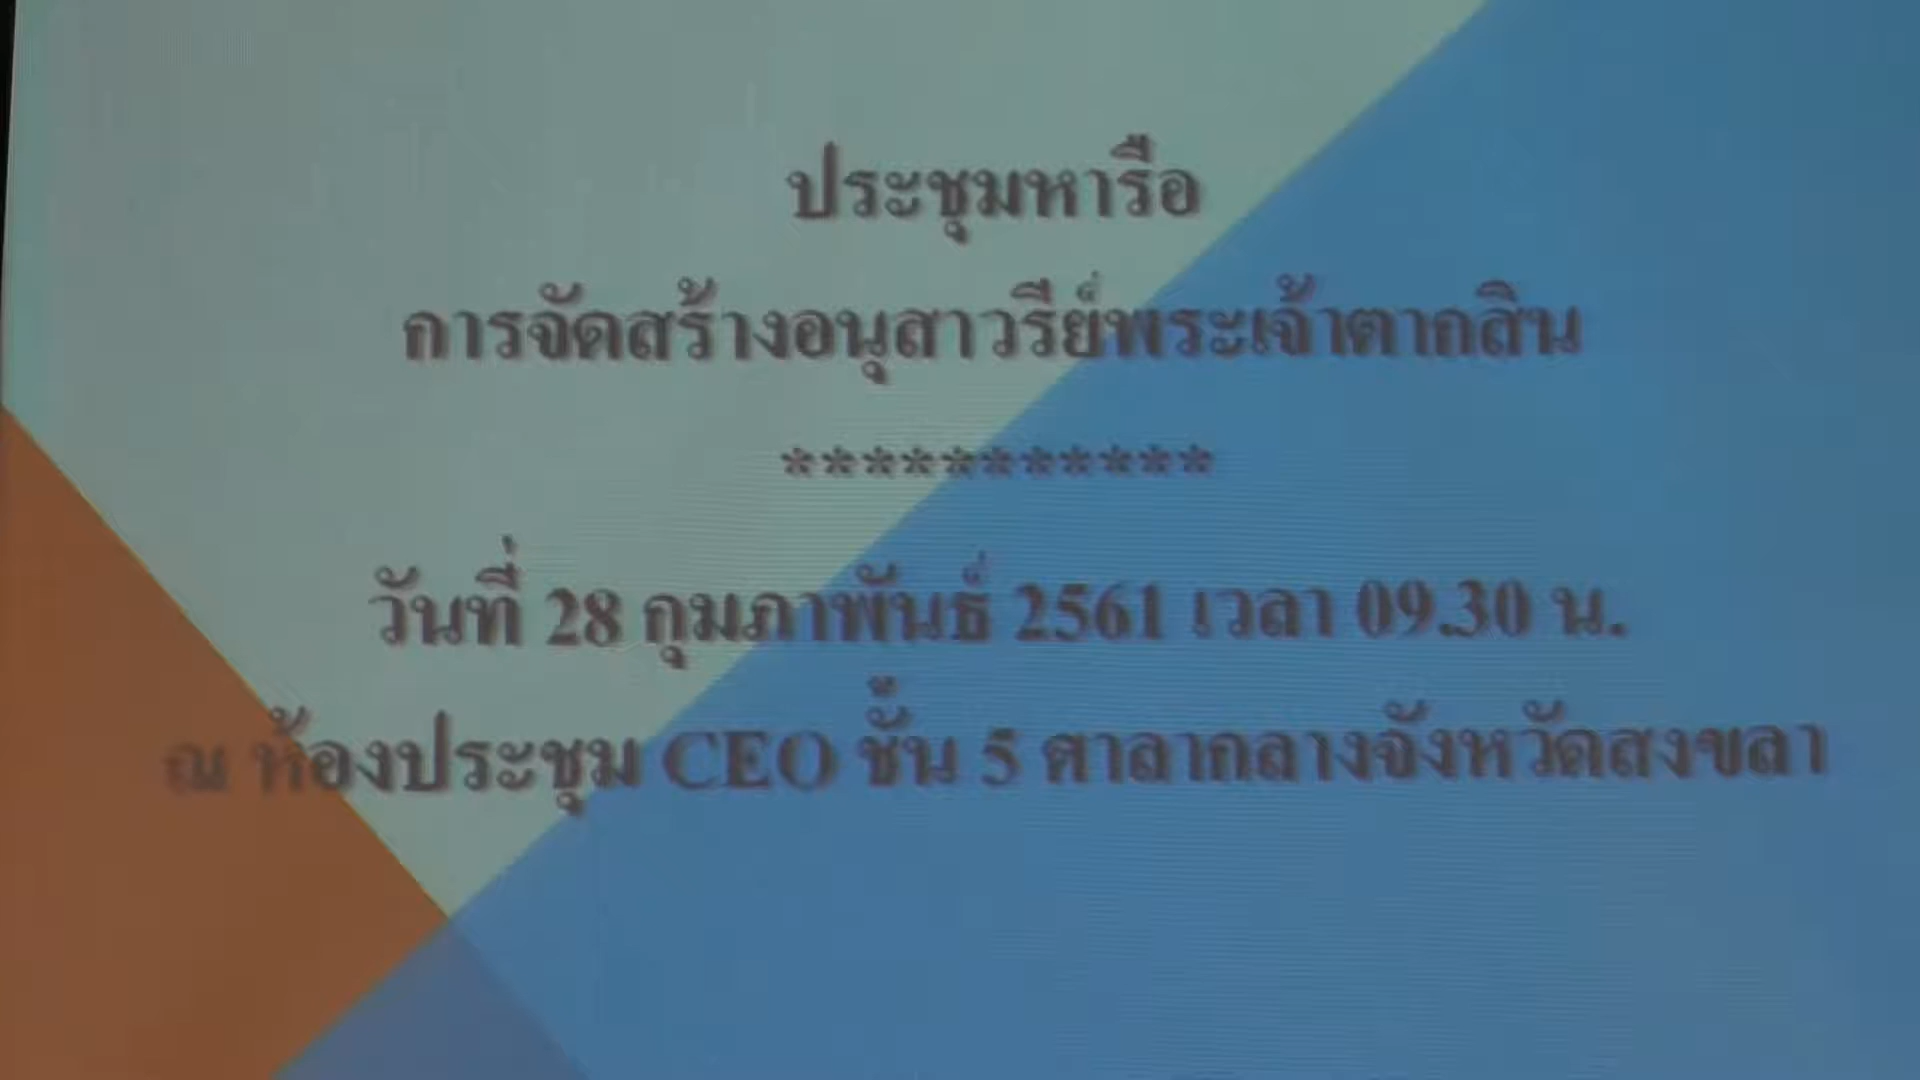 ประชุมหารือ
การจัดสร้างอนุสาวรีย์พระเจ้าตากสิน
***********
วันที่ 28 กุมภาพันธ์ 2561 เวลา 09.30 น.
ณ ห้องประชุม CEO ชั้น 5 ศาลากลางจังหวัดสงขลา